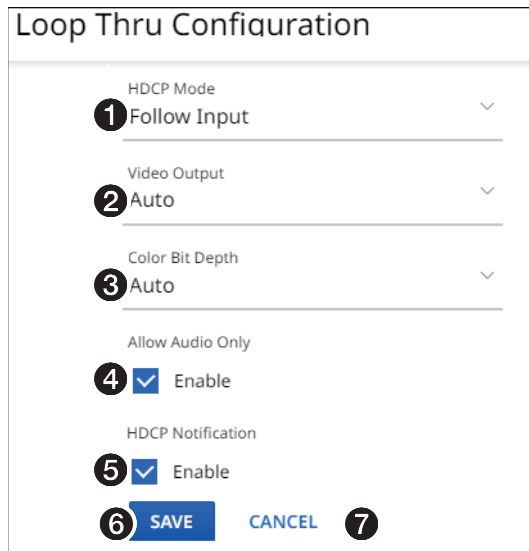 Loop Thru Configuration
HDCP Mode
1 Follow Input
Video Output
2 Auto
Color Bit Depth
3 Auto
Allow Audio Only
4 Enable
HDCP Notification
5 Enable
6 SAVE CANCEL 7